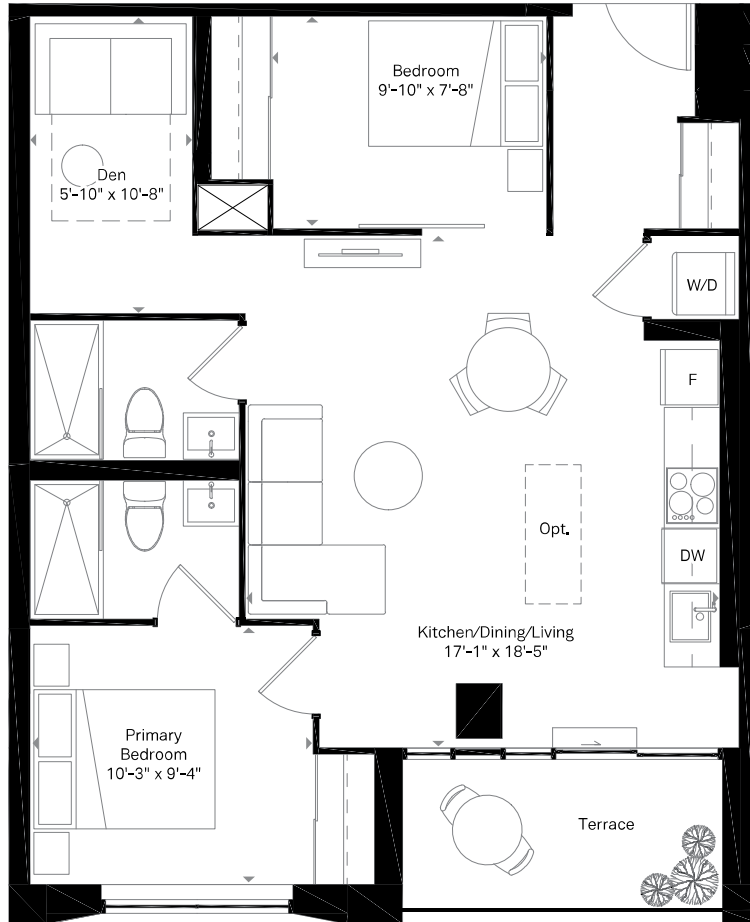 Bedroom
9'-10" x 7'-8"
Den
5'-10" x 10'-8"
W/D
F
Opt.
DW
Kitchen/Dining/Living
17'-1" x 18'-5"
Primary
Bedroom
10'-3" x 9'-4"
Terrace